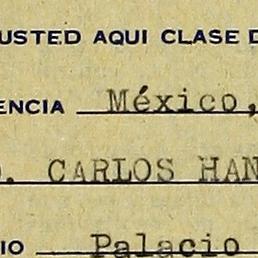 USTED AQUI CLASE D
ENCIA México,
O. CARLOS HAN
IO Palacio